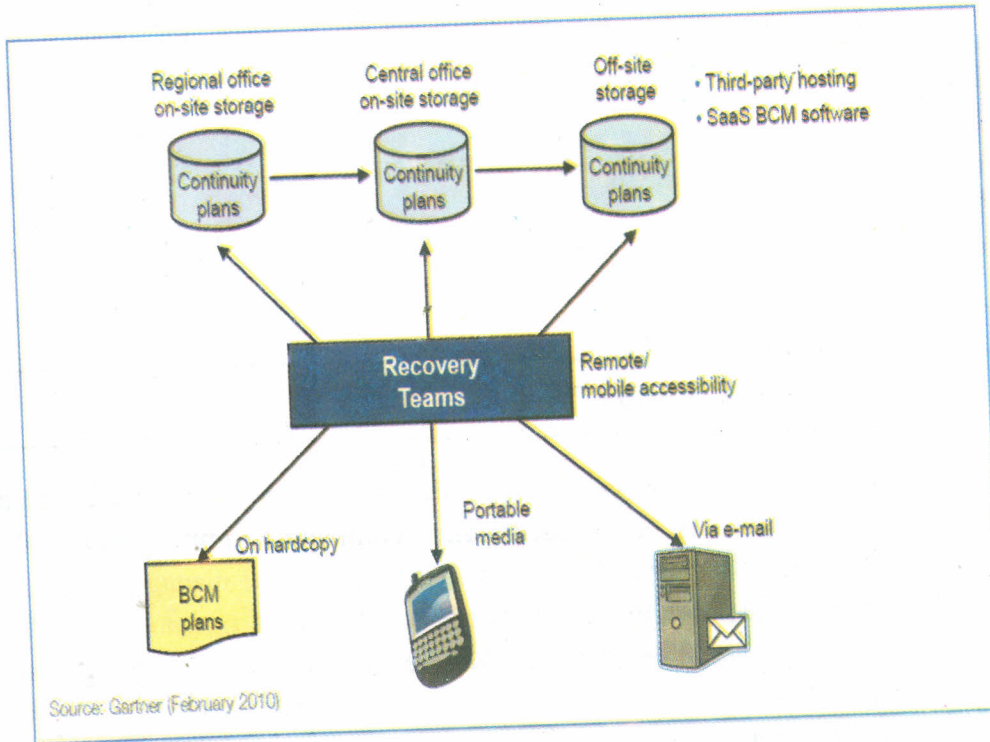 Regional office
on-site storage
Central office
on-site storage
Off-site
storage
• Third-party hosting
• SaaS BCM software
Continuity
plans
Continuity
plans
Continuity
plans
Recovery
Teams
Remote/
mobile accessibility
On hardcopy
Portable
media
Via e-mail
BCM
plans
Source: Gartner (February 2010)